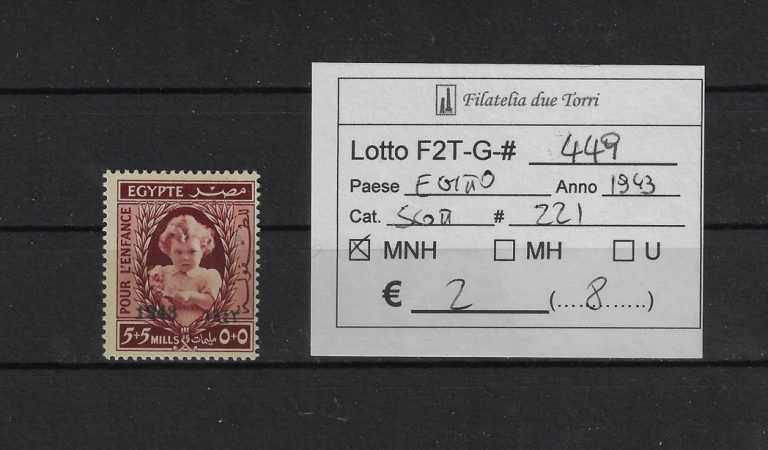 EGYPTE مصر
POUR L'ENFANCE
1943 ١٩٤٣
5+5 MILLS مليمات ٥+٥
Filatelia due Torri
Lotto F2T-G-# 449
Paese EGITTO Anno 1943
Cat. SCOTT # 221
MNH MH U
€ 2 (....8......)